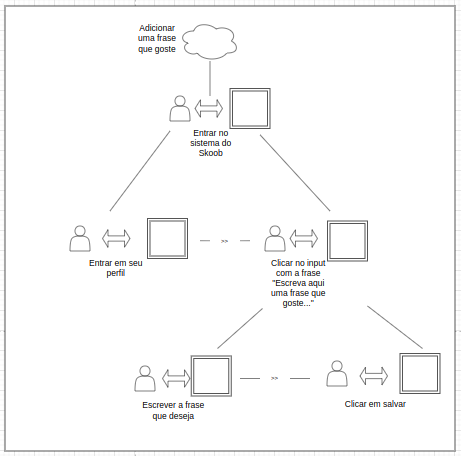 Adicionar
uma frase
que goste
Entrar no
sistema do
Skoob
>>
Entrar em seu
perfil
Clicar no input
com a frase
"Escreva aqui
uma frase que
goste..."
>>
Escrever a frase
que deseja
Clicar em salvar